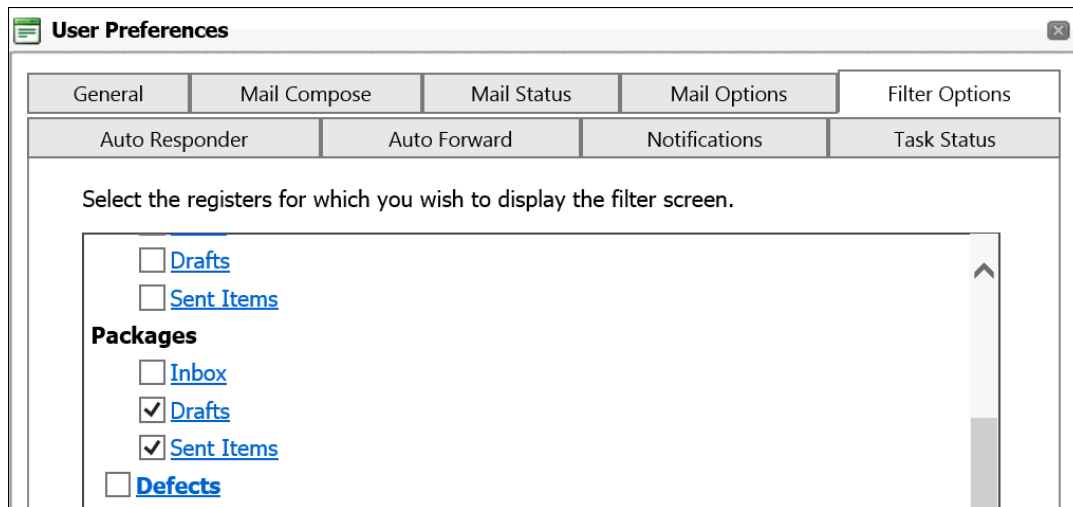 User Preferences
General Mail Compose Mail Status Mail Options Filter Options
Auto Responder Auto Forward Notifications Task Status
Select the registers for which you wish to display the filter screen.
Drafts
Sent Items
Packages
Inbox
Drafts
Sent Items
Defects